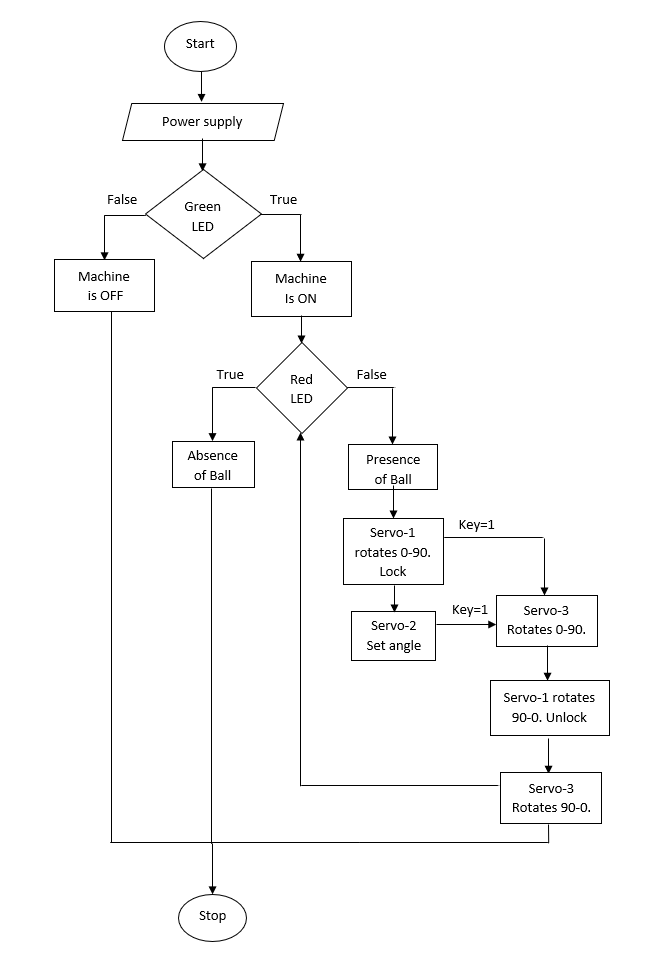 Start
Power supply
False
True
Green
LED
Machine
is OFF
Machine
Is ON
True
False
Red
LED
Absence
of Ball
Presence
of Ball
Servo-1
rotates 0-90.
Lock
Key=1
Servo-2
Set angle
Key=1
Servo-3
Rotates 0-90.
Servo-1 rotates
90-0. Unlock
Servo-3
Rotates 90-0.
Stop